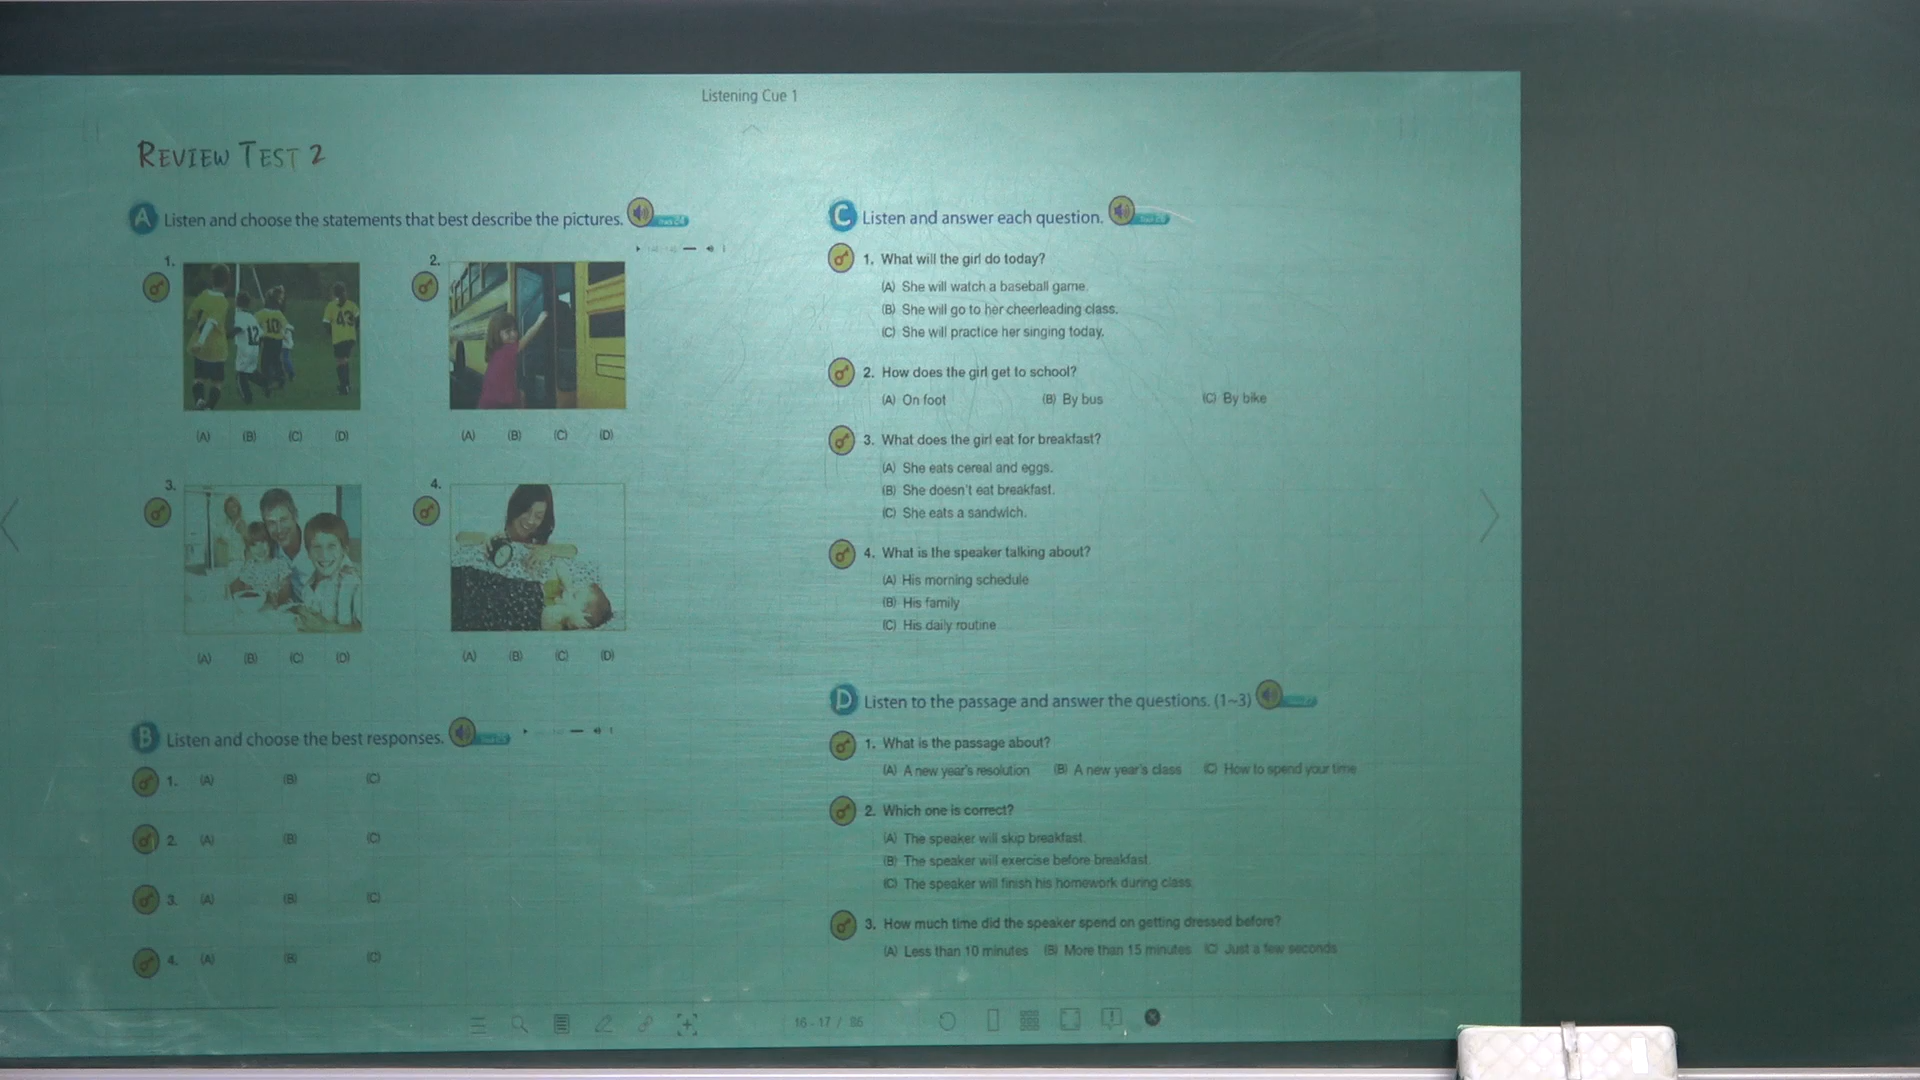 Listening Cue 1
REVIEW TEST 2
A Listen and choose the statements that best describe the pictures.
1.
12
10
43
(A) (B) (C) (D)
2.
(A) (B) (C) (D)
3.
(A) (B) (C) (D)
4.
(A) (B) (C) (D)
B Listen and choose the best responses.
1. (A) (B) (C)
2. (A) (B) (C)
3. (A) (B) (C)
4. (A) (B) (C)
C Listen and answer each question.
1. What will the girl do today?
(A) She will watch a baseball game.
(B) She will go to her cheerleading class.
(C) She will practice her singing today.
2. How does the girl get to school?
(A) On foot (B) By bus (C) By bike
3. What does the girl eat for breakfast?
(A) She eats cereal and eggs.
(B) She doesn't eat breakfast.
(C) She eats a sandwich.
4. What is the speaker talking about?
(A) His morning schedule
(B) His family
(C) His daily routine
D Listen to the passage and answer the questions. (1~3)
1. What is the passage about?
(A) A new year's resolution (B) A new year's class (C) How to spend your time
2. Which one is correct?
(A) The speaker will skip breakfast.
(B) The speaker will exercise before breakfast.
(C) The speaker will finish his homework during class.
3. How much time did the speaker spend on getting dressed before?
(A) Less than 10 minutes (B) More than 15 minutes (C) Just a few seconds
16 - 17 / 86